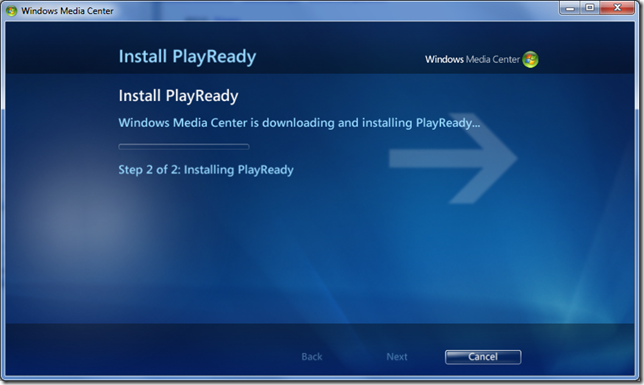 Windows Media Center
Install PlayReady
Windows Media Center
Install PlayReady
Windows Media Center is downloading and installing PlayReady...
Step 2 of 2: Installing PlayReady
Back Next Cancel